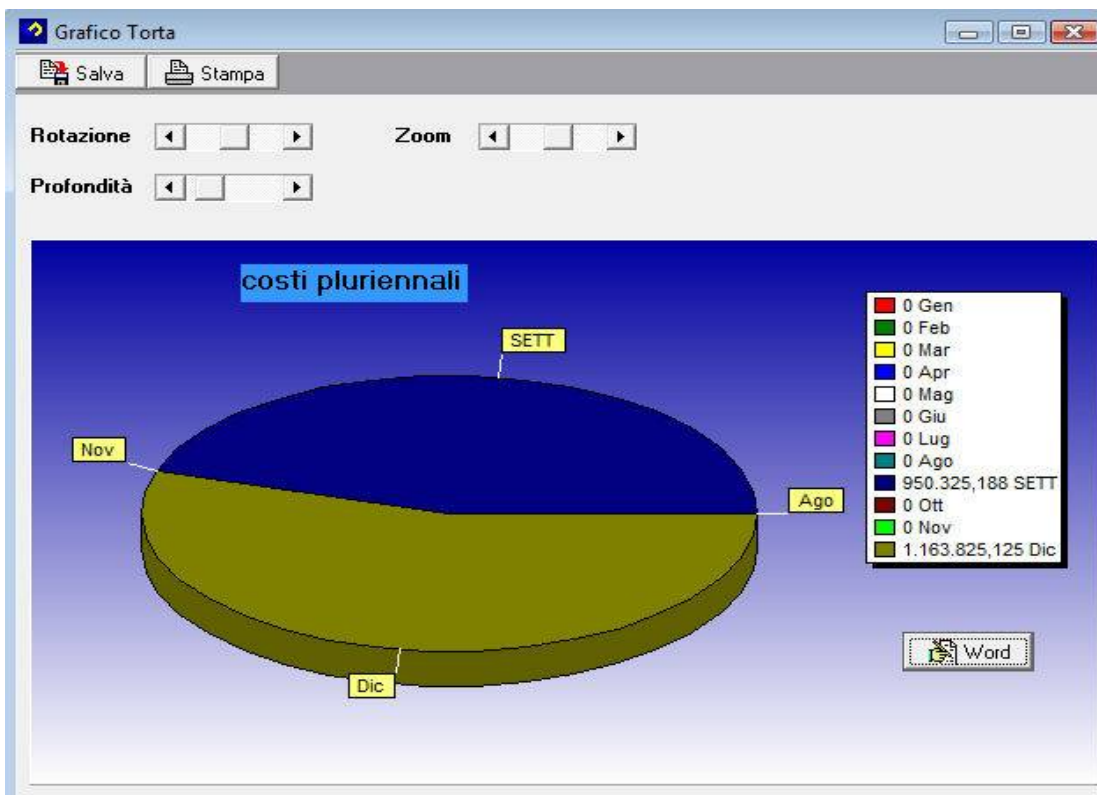 Grafico Torta
Salva Stampa
Rotazione Zoom
Profondità
costi pluriennali
SETT
Nov
Ago
Dic
0 Gen
0 Feb
0 Mar
0 Apr
0 Mag
0 Giu
0 Lug
0 Ago
950.325,188 SETT
0 Ott
0 Nov
1.163.825,125 Dic
Word